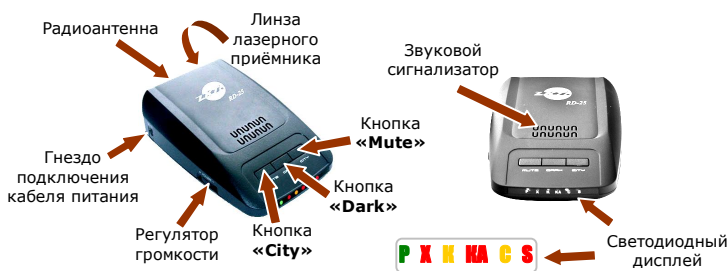 Радиоантенна
Линза
лазерного
приёмника
Звуковой
сигнализатор
RD-25
RD-25
Кнопка
«Mute»
Гнездо
подключения
кабеля питания
Кнопка
«Dark»
MUTE DARK CITY
Регулятор
громкости
Кнопка
«City»
Светодиодный
дисплей
P X K KA C S